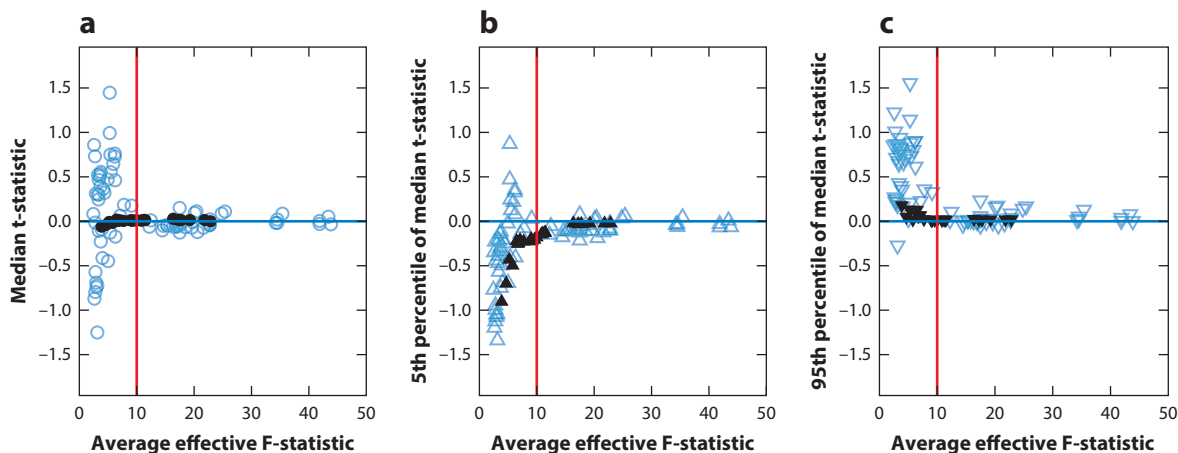 a
Median t-statistic
1.5
1.0
0.5
0.0
−0.5
−1.0
−1.5
0 10 20 30 40 50
Average effective F-statistic
b
5th percentile of median t-statistic
1.5
1.0
0.5
0.0
−0.5
−1.0
−1.5
0 10 20 30 40 50
Average effective F-statistic
c
95th percentile of median t-statistic
1.5
1.0
0.5
0.0
−0.5
−1.0
−1.5
0 10 20 30 40 50
Average effective F-statistic